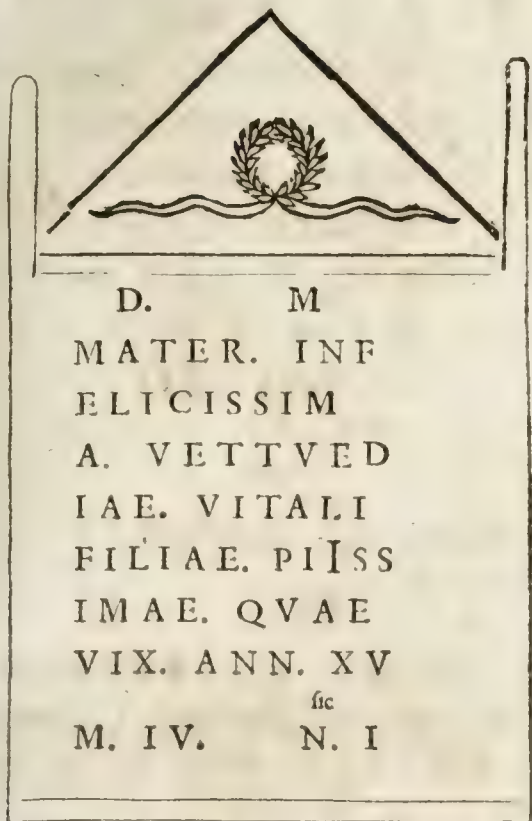 D. M
MATER. INF
ELICISSIM
A. VETTVED
IAE. VITALI
FILIAE. PIISS
IMAE. QVAE
VIX. ANN. XV
sic
M. IV. N. I